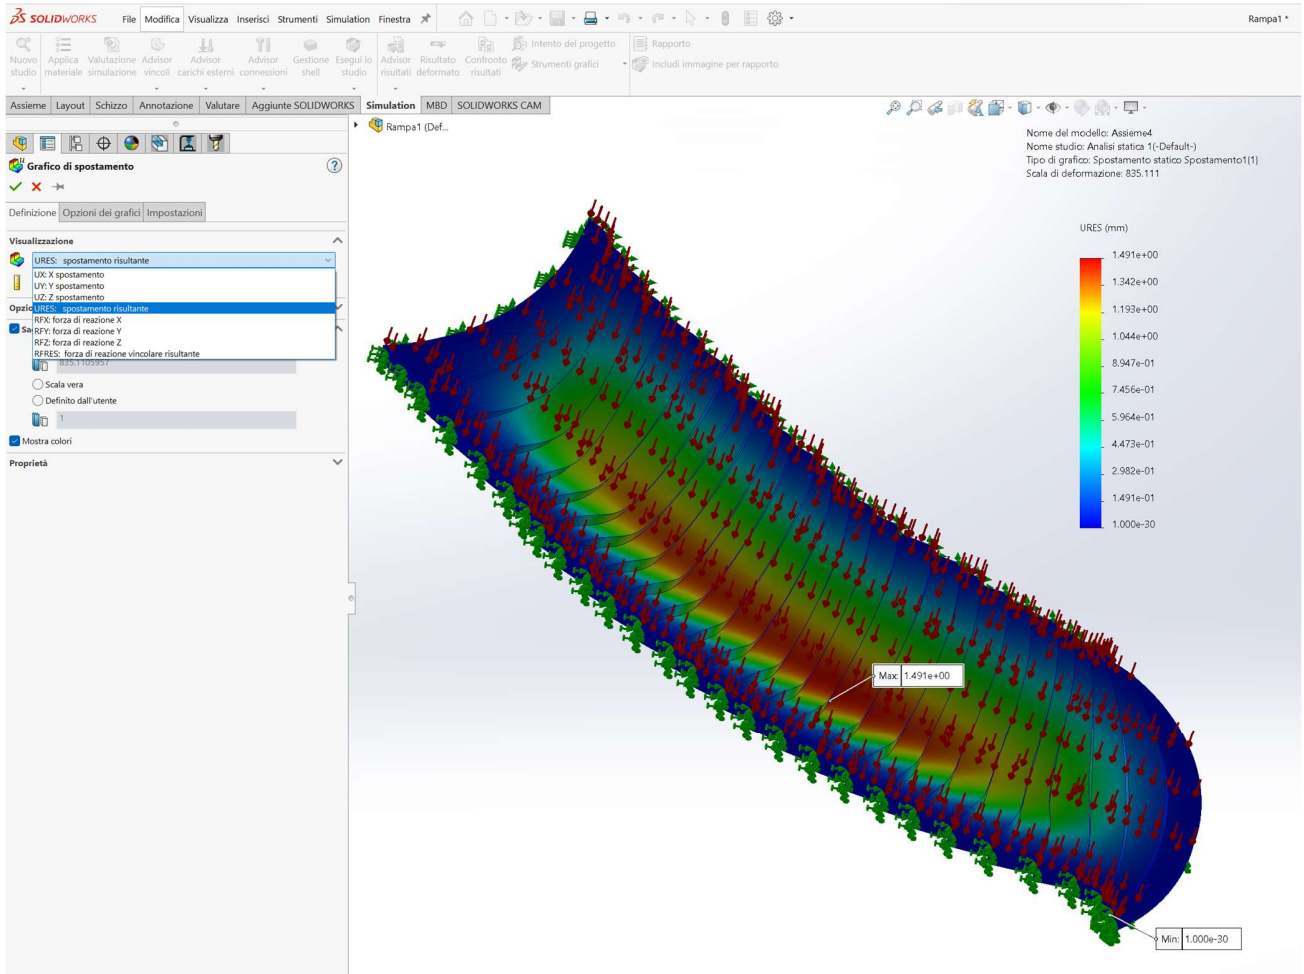 SOLIDWORKS File Modifica Visualizza Inserisci Strumenti Simulation Finestra Rampa1 *
Nuovo studio
Applica materiale
Valutazione simulazione
Advisor vincoli
Advisor carichi esterni
Advisor connessioni
Gestione shell
Esegui lo studio
Advisor risultati
Risultato deformato
Confronto risultati
Intento del progetto
Strumenti grafici
Rapporto
Includi immagine per rapporto
Assieme Layout Schizzo Annotazione Valutare Aggiunte SOLIDWORKS Simulation MBD SOLIDWORKS CAM
Rampa1 (Def...
Grafico di spostamento
Definizione Opzioni dei grafici Impostazioni
Visualizzazione
URES: spostamento risultante
UX: X spostamento
UY: Y spostamento
UZ: Z spostamento
URES: spostamento risultante
RFX: forza di reazione X
RFY: forza di reazione Y
RFZ: forza di reazione Z
RFRES: forza di reazione vincolare risultante
835.1105957
Scala vera
Definito dall'utente
1
Mostra colori
Proprietà
Nome del modello: Assieme4
Nome studio: Analisi statica 1(-Default-)
Tipo di grafico: Spostamento statico Spostamento1(1)
Scala di deformazione: 835.111
URES (mm)
1.491e+00
1.342e+00
1.193e+00
1.044e+00
8.947e-01
7.456e-01
5.964e-01
4.473e-01
2.982e-01
1.491e-01
1.000e-30
Max: 1.491e+00
Min: 1.000e-30